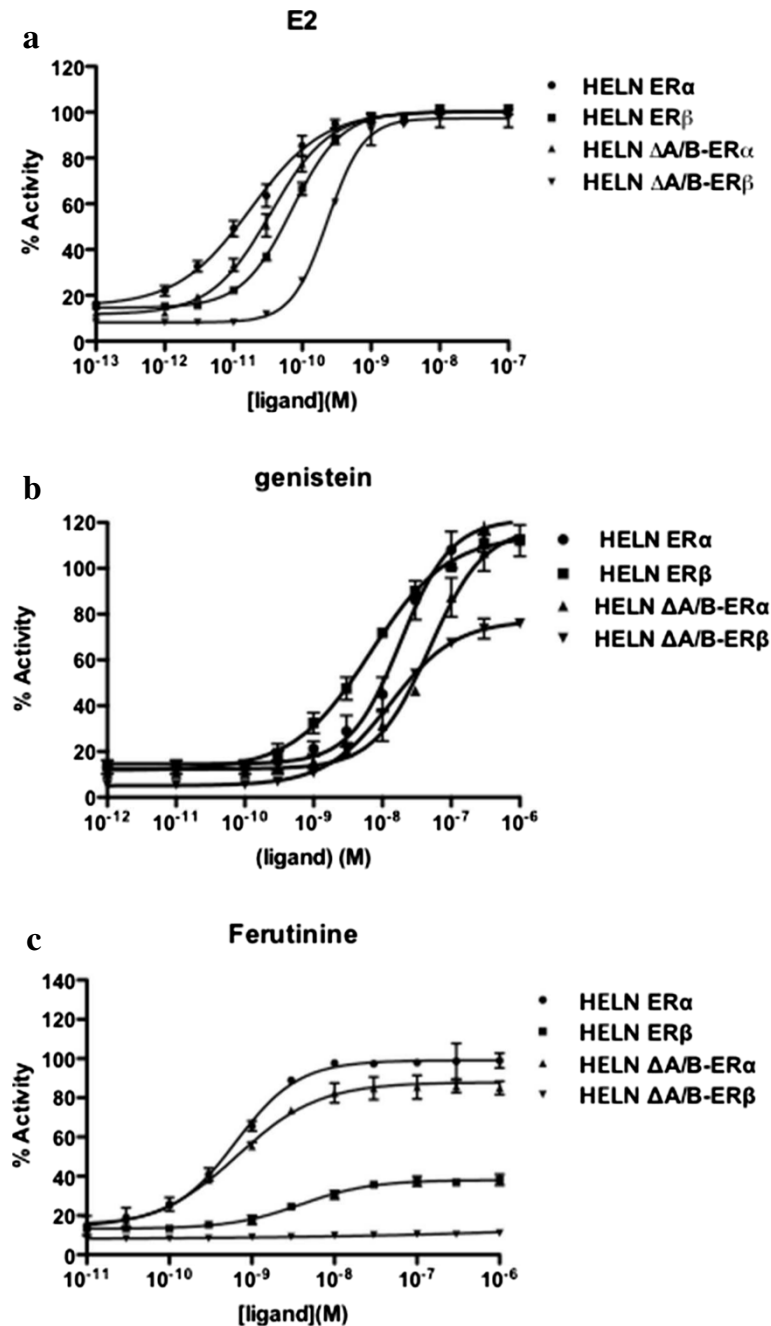 a
E2
% Activity
120
100
80
60
40
20
0
10-13 10-12 10-11 10-10 10-9 10-8 10-7
[ligand](M)
HELN ERα
HELN ERβ
HELN ΔA/B-ERα
HELN ΔA/B-ERβ
b
genistein
% Activity
120
100
80
60
40
20
0
10-12 10-11 10-10 10-9 10-8 10-7 10-6
(ligand) (M)
HELN ERα
HELN ERβ
HELN ΔA/B-ERα
HELN ΔA/B-ERβ
c
Ferutinine
% Activity
140
120
100
80
60
40
20
0
10-11 10-10 10-9 10-8 10-7 10-6
[ligand](M)
HELN ERα
HELN ERβ
HELN ΔA/B-ERα
HELN ΔA/B-ERβ